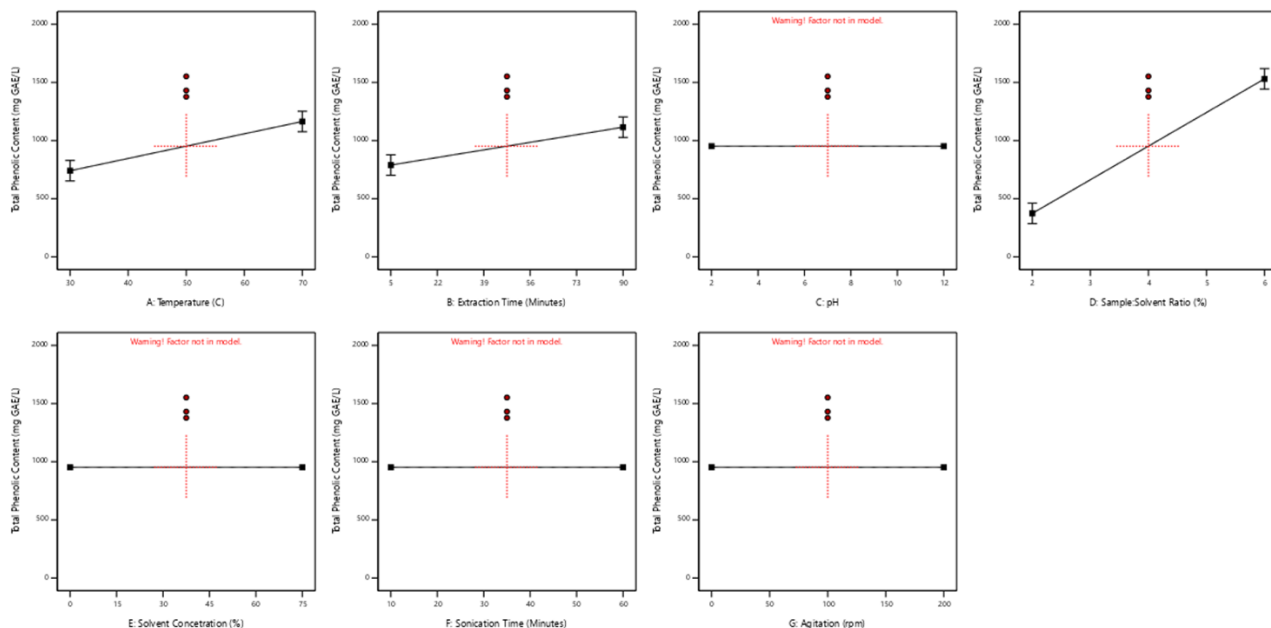 Total Phenolic Content (mg GAE/L)
2000
1500
1000
500
0
30 40 50 60 70
A: Temperature (C)
Total Phenolic Content (mg GAE/L)
2000
1500
1000
500
0
5 22 39 56 73 90
B: Extraction Time (Minutes)
Warning! Factor not in model.
Total Phenolic Content (mg GAE/L)
2000
1500
1000
500
0
2 4 6 8 10 12
C: pH
Total Phenolic Content (mg GAE/L)
2000
1500
1000
500
0
2 3 4 5 6
D: Sample:Solvent Ratio (%)
Warning! Factor not in model.
Total Phenolic Content (mg GAE/L)
2000
1500
1000
500
0
0 15 30 45 60 75
E: Solvent Concetration (%)
Warning! Factor not in model.
Total Phenolic Content (mg GAE/L)
2000
1500
1000
500
0
10 20 30 40 50 60
F: Sonication Time (Minutes)
Warning! Factor not in model.
Total Phenolic Content (mg GAE/L)
2000
1500
1000
500
0
0 50 100 150 200
G: Agitation (rpm)